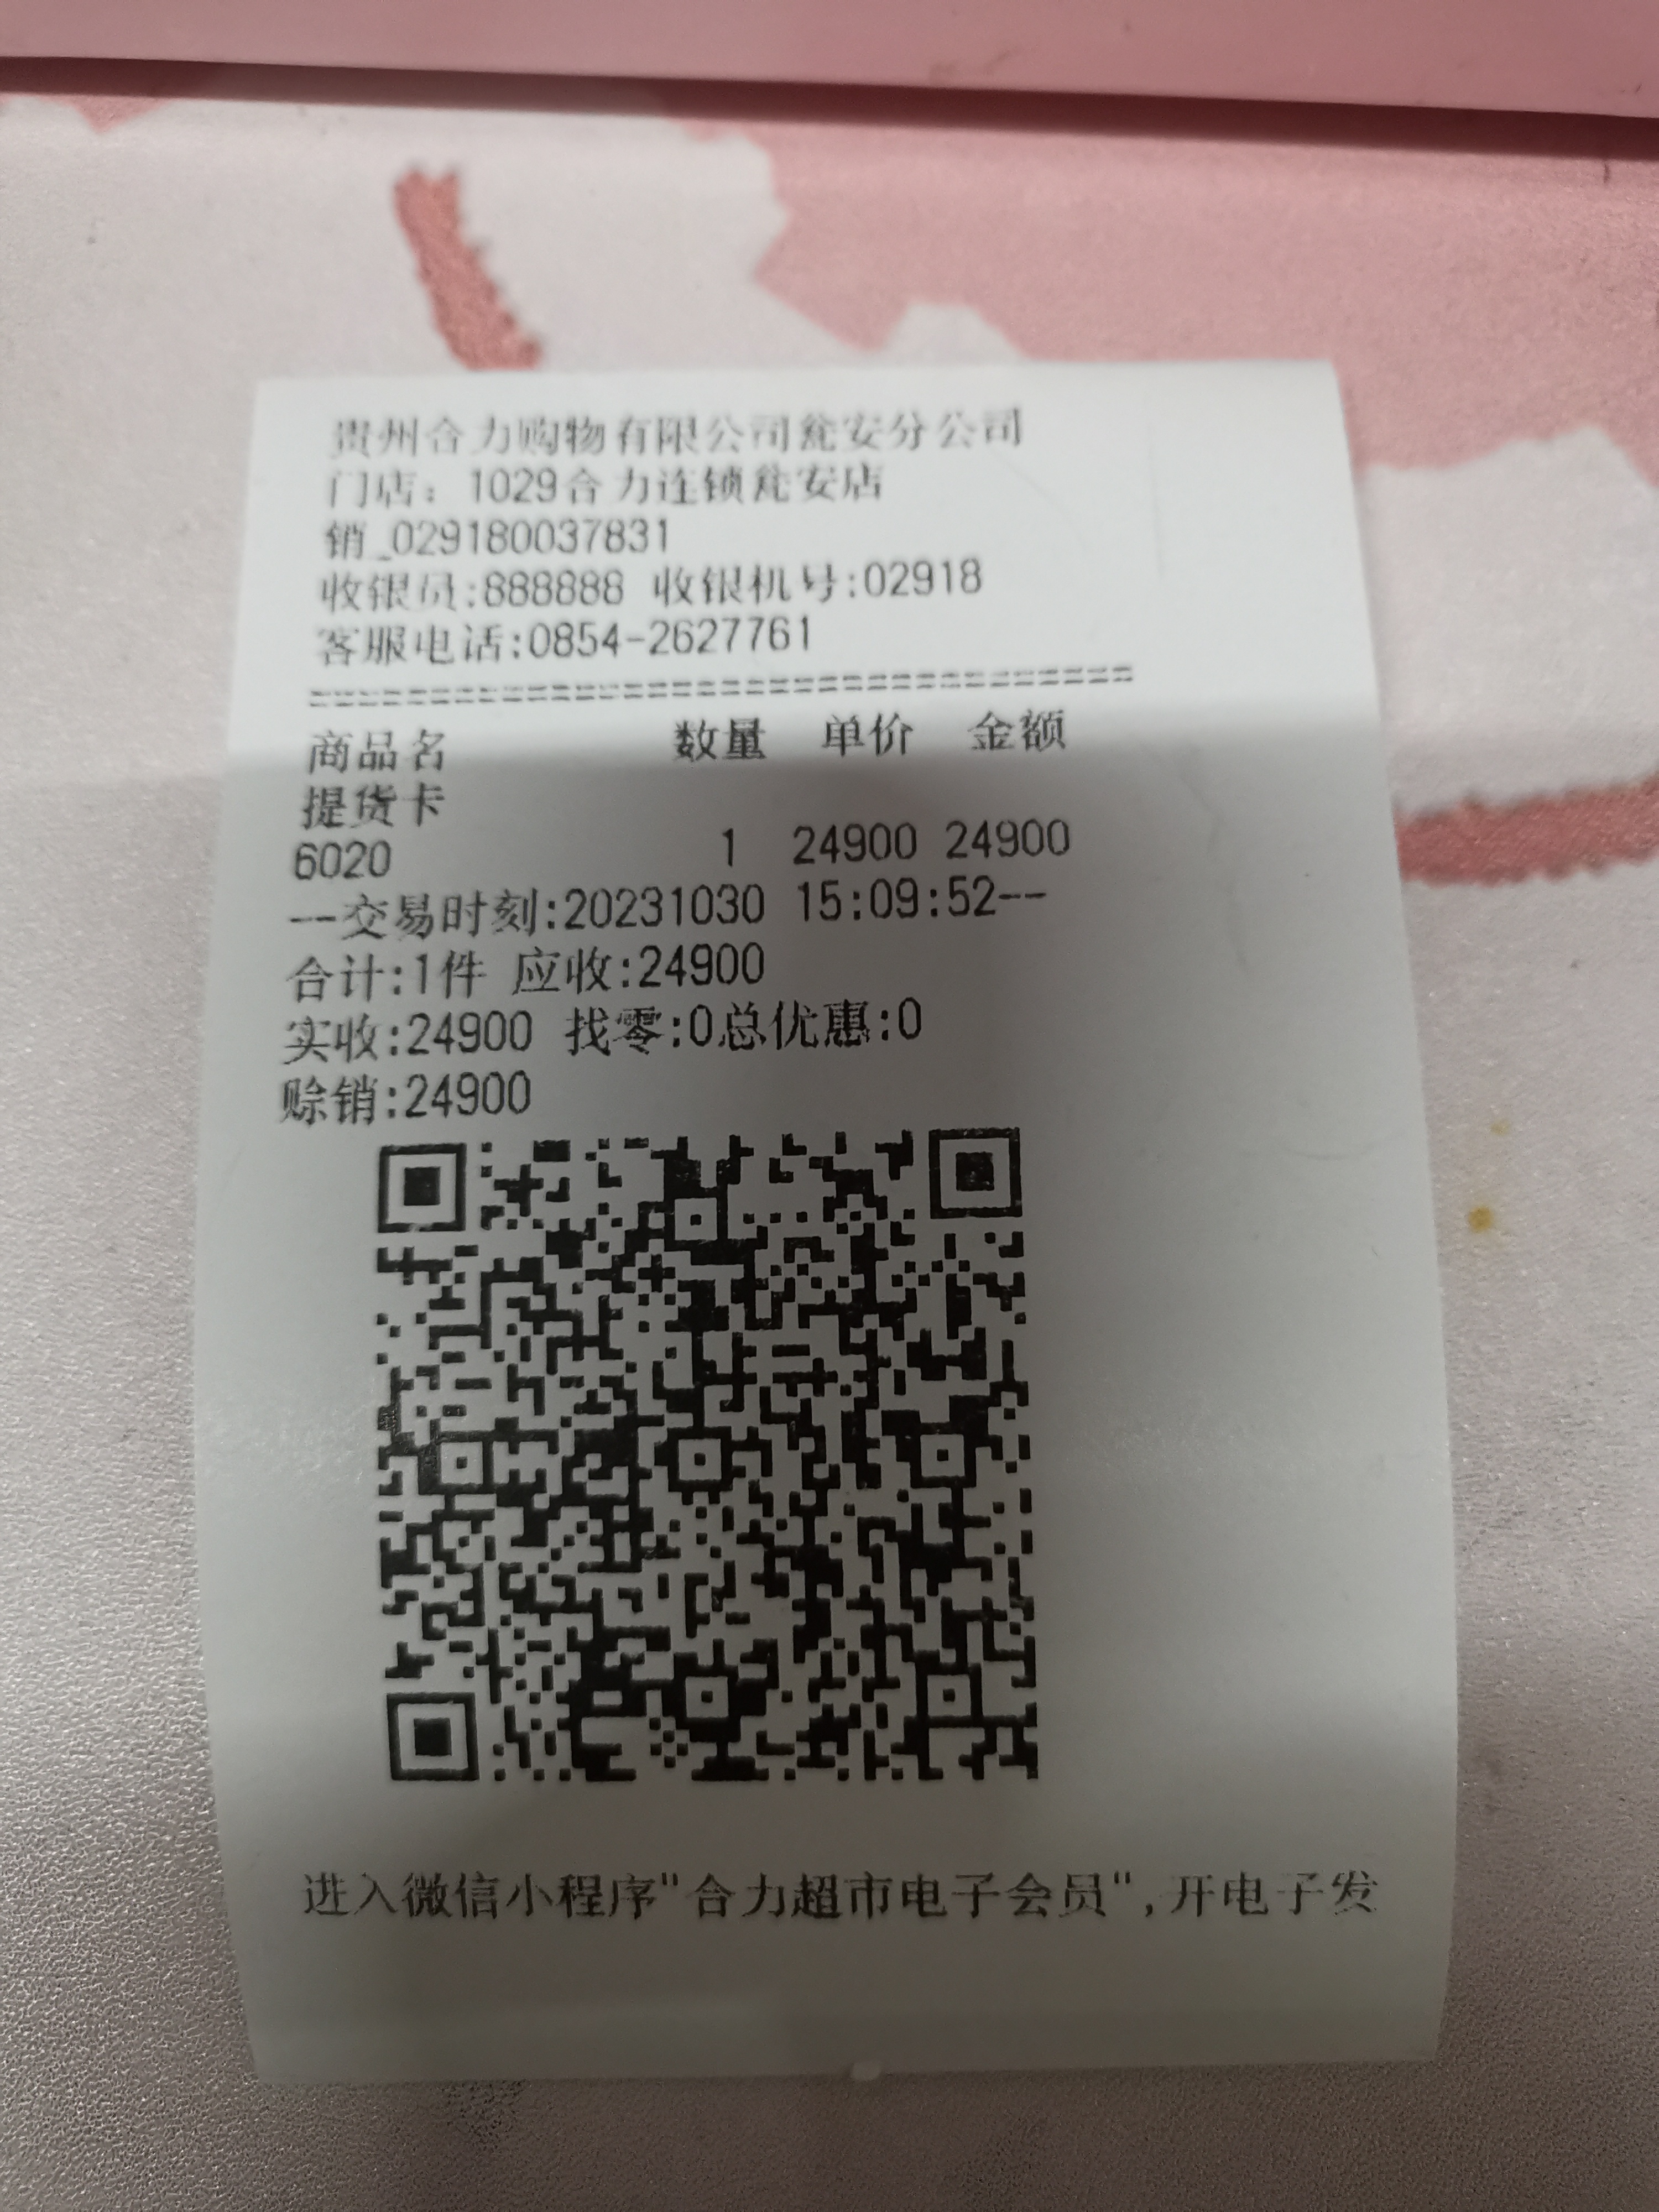 贵州合力购物有限公司瓮安分公司
门店：1029合力连锁瓮安店
销_029180037831
收银员:888888 收银机号:02918
客服电话:0854-2627761
==================================
商品名 数量 单价 金额
提货卡
6020 1 24900 24900
--交易时刻:20231030 15:09:52--
合计:1件 应收:24900
实收:24900 找零:0总优惠:0
赊销:24900
进入微信小程序"合力超市电子会员",开电子发